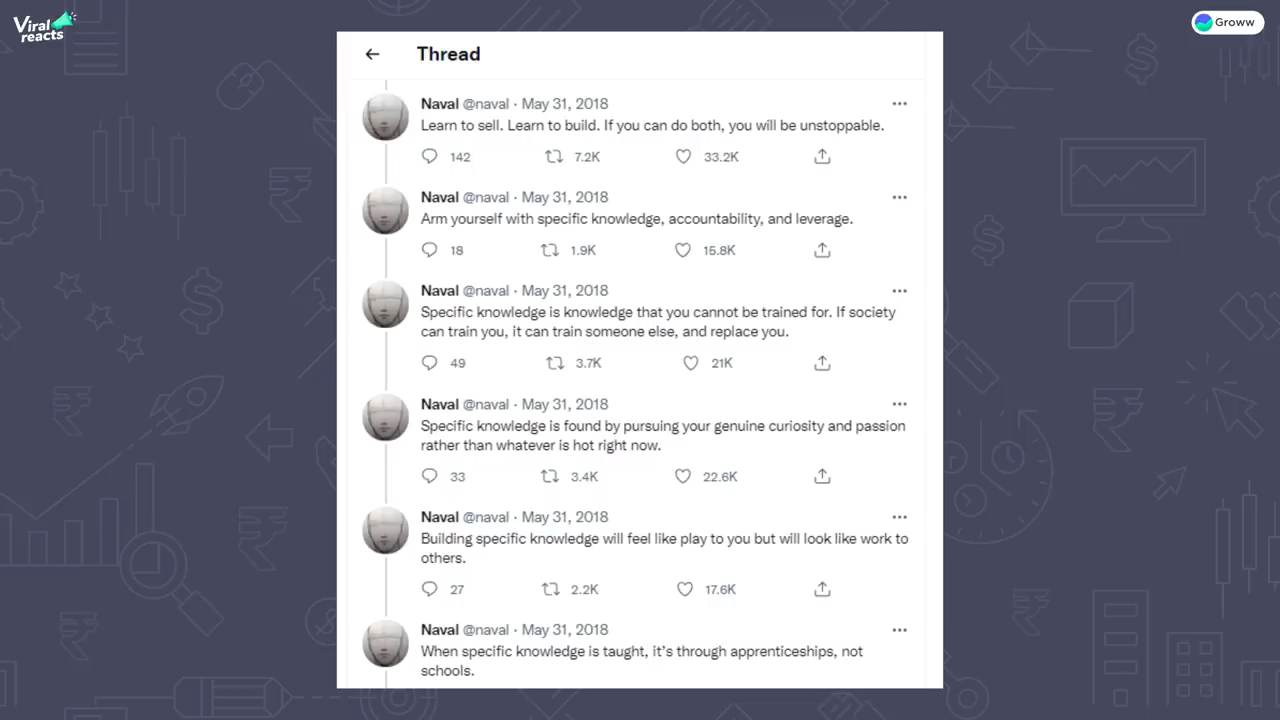 Viral
reacts
Groww
Thread
Naval @naval · May 31, 2018
Learn to sell. Learn to build. If you can do both, you will be unstoppable.
142 7.2K 33.2K
Naval @naval · May 31, 2018
Arm yourself with specific knowledge, accountability, and leverage.
18 1.9K 15.8K
Naval @naval · May 31, 2018
Specific knowledge is knowledge that you cannot be trained for. If society
can train you, it can train someone else, and replace you.
49 3.7K 21K
Naval @naval · May 31, 2018
Specific knowledge is found by pursuing your genuine curiosity and passion
rather than whatever is hot right now.
33 3.4K 22.6K
Naval @naval · May 31, 2018
Building specific knowledge will feel like play to you but will look like work to
others.
27 2.2K 17.6K
Naval @naval · May 31, 2018
When specific knowledge is taught, it's through apprenticeships, not
schools.